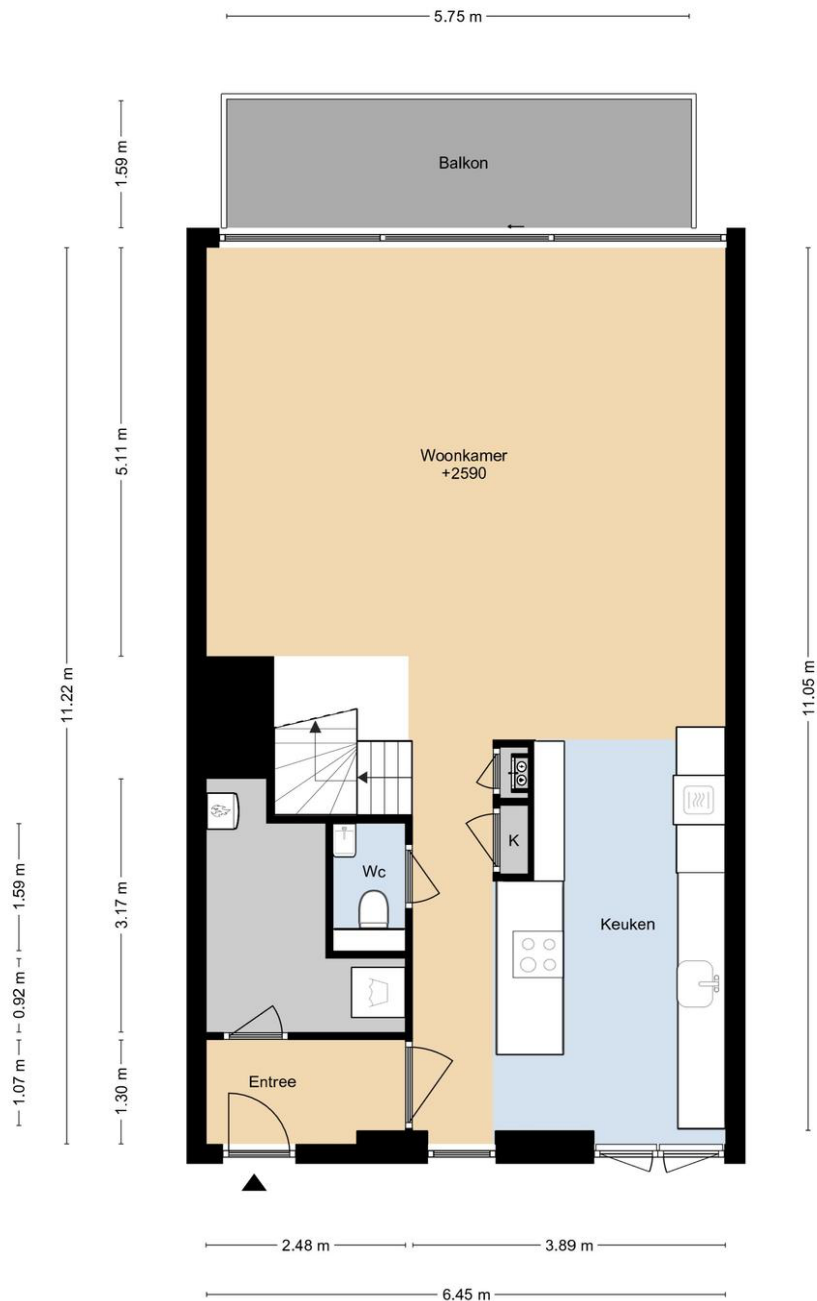 5.75 m
1.59 m
Balkon
5.11 m
Woonkamer
+2590
11.22 m
11.05 m
K
Wc
1.59 m
3.17 m
Keuken
0.92 m
1.07 m
1.30 m
Entree
2.48 m
3.89 m
6.45 m